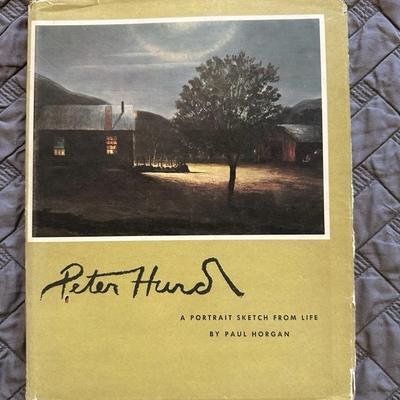 Peter Hurd
A PORTRAIT SKETCH FROM LIFE
BY PAUL HORGAN